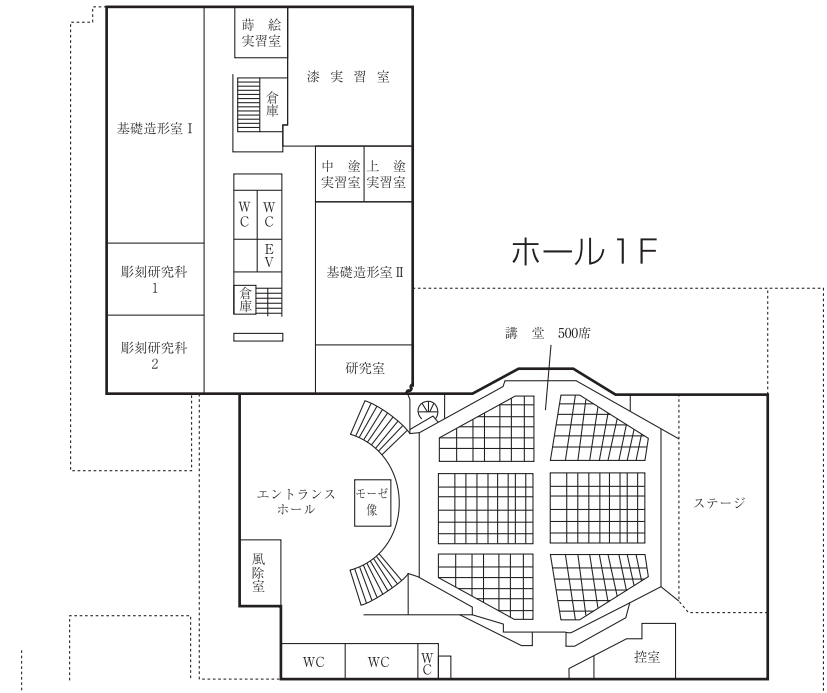 蒔 絵
実習室
漆 実 習 室
倉
庫
基礎造形室Ⅰ
中 塗
実習室
上 塗
実習室
W
C
W
C
E
V
基礎造形室Ⅱ
彫刻研究科
1
倉
庫
彫刻研究科
2
研究室
ホール1F
講 堂 500席
エントランス
ホール
モーゼ
像
ステージ
風
除
室
WC
WC
W
C
控室